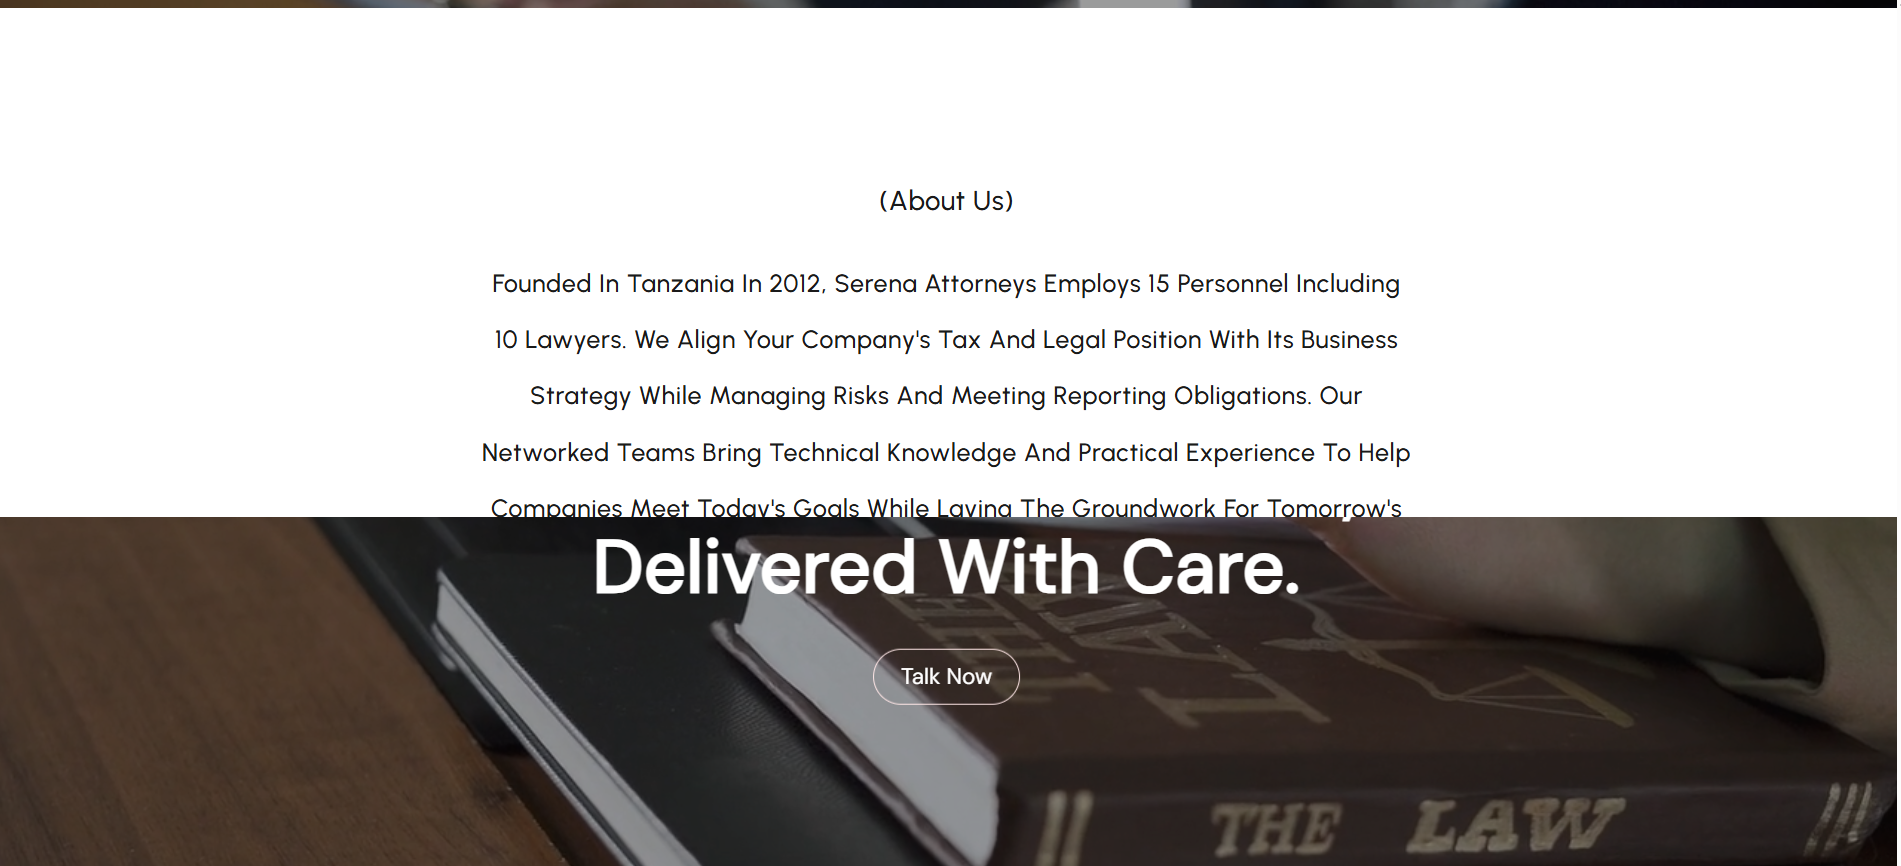 (About Us)
Founded In Tanzania In 2012, Serena Attorneys Employs 15 Personnel Including
10 Lawyers. We Align Your Company's Tax And Legal Position With Its Business
Strategy While Managing Risks And Meeting Reporting Obligations. Our
Networked Teams Bring Technical Knowledge And Practical Experience To Help
Companies Meet Today's Goals While Laying The Groundwork For Tomorrow's
Delivered With Care.
Talk Now
THE LAW
THE LAW